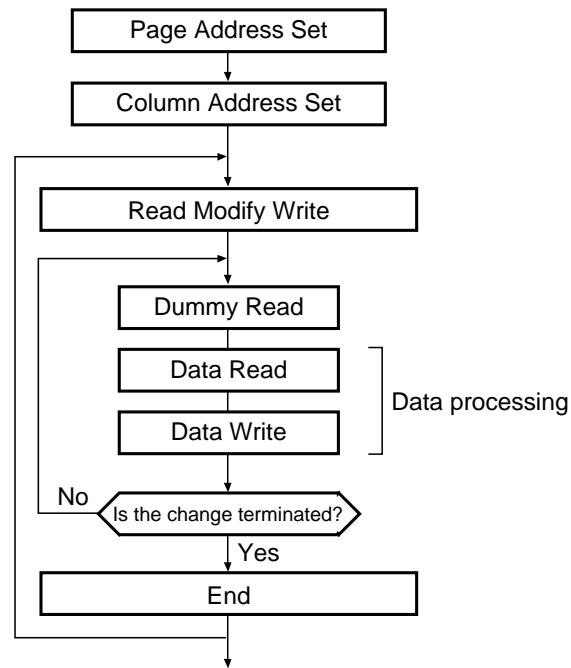 Page Address Set
Column Address Set
Read Modify Write
Dummy Read
Data Read
Data processing
Data Write
No
Is the change terminated?
Yes
End